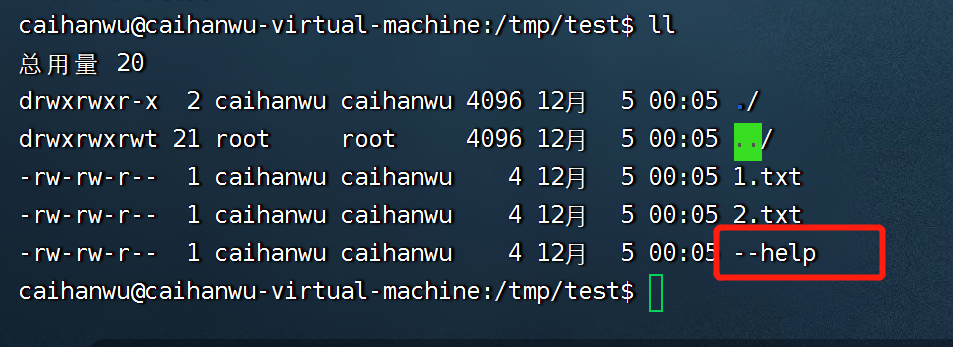 caihanwu@caihanwu-virtual-machine:/tmp/test$ ll
总用量 20
drwxrwxr-x  2 caihanwu caihanwu 4096 12月  5 00:05 ./
drwxrwxrwt 21 root     root     4096 12月  5 00:05 ../
-rw-rw-r--  1 caihanwu caihanwu    4 12月  5 00:05 1.txt
-rw-rw-r--  1 caihanwu caihanwu    4 12月  5 00:05 2.txt
-rw-rw-r--  1 caihanwu caihanwu    4 12月  5 00:05 --help
caihanwu@caihanwu-virtual-machine:/tmp/test$